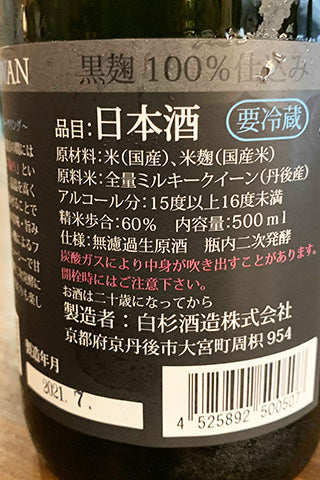 VAN
黒麹 100%仕込み
品目:日本酒 要冷蔵
原材料:米(国産)、米麹(国産米)
原料米:全量ミルキークイーン(丹後産)
アルコール分:15度以上16度未満
精米歩合:60% 内容量:500ml
仕様:無濾過生原酒 瓶内二次発酵
炭酸ガスにより中身が吹き出すことがあります。
開栓時にはご注意下さい。
お酒は二十歳になってから
製造者:白杉酒造株式会社
京都府京丹後市大宮町周枳 954
製造年月
2021.7.
4 525892 500507